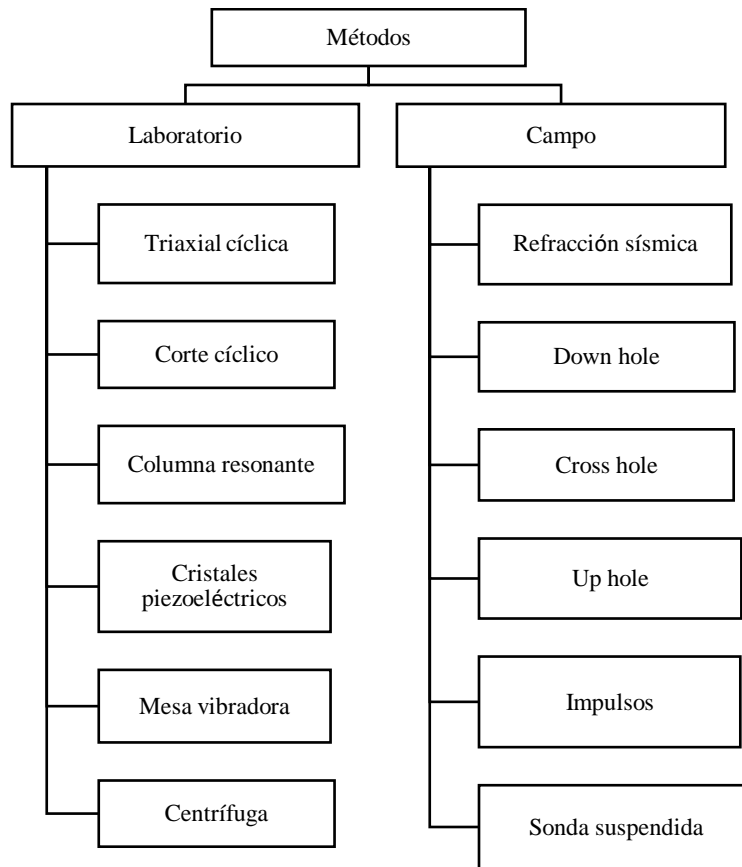 Métodos
Laboratorio
Triaxial cíclica
Corte cíclico
Columna resonante
Cristales
piezoeléctricos
Mesa vibradora
Centrífuga
Campo
Refracción sísmica
Down hole
Cross hole
Up hole
Impulsos
Sonda suspendida